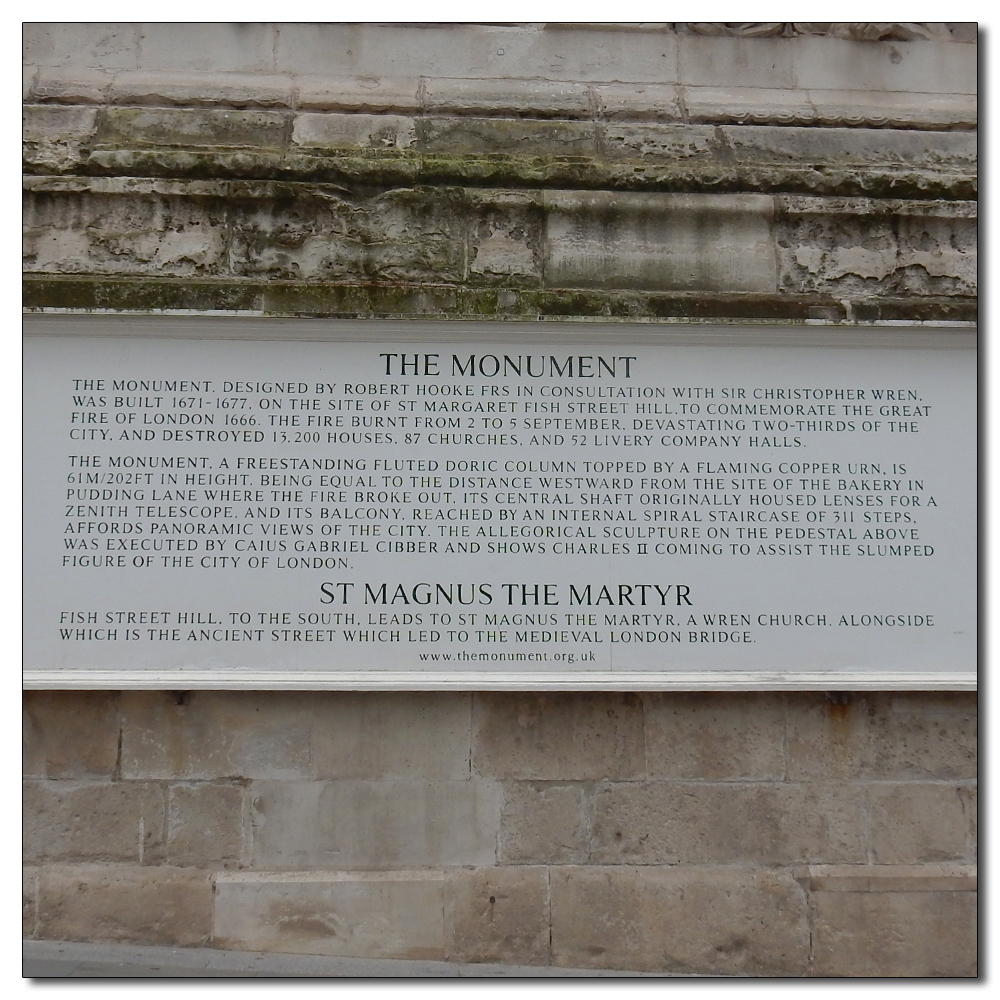 THE MONUMENT
THE MONUMENT, DESIGNED BY ROBERT HOOKE FRS IN CONSULTATION WITH SIR CHRISTOPHER WREN,
WAS BUILT 1671-1677, ON THE SITE OF ST MARGARET FISH STREET HILL, TO COMMEMORATE THE GREAT
FIRE OF LONDON 1666. THE FIRE BURNT FROM 2 TO 5 SEPTEMBER, DEVASTATING TWO-THIRDS OF THE
CITY, AND DESTROYED 13,200 HOUSES, 87 CHURCHES, AND 52 LIVERY COMPANY HALLS.
THE MONUMENT, A FREESTANDING FLUTED DORIC COLUMN TOPPED BY A FLAMING COPPER URN, IS
61M/202FT IN HEIGHT, BEING EQUAL TO THE DISTANCE WESTWARD FROM THE SITE OF THE BAKERY IN
PUDDING LANE WHERE THE FIRE BROKE OUT, ITS CENTRAL SHAFT ORIGINALLY HOUSED LENSES FOR A
ZENITH TELESCOPE, AND ITS BALCONY, REACHED BY AN INTERNAL SPIRAL STAIRCASE OF 311 STEPS,
AFFORDS PANORAMIC VIEWS OF THE CITY. THE ALLEGORICAL SCULPTURE ON THE PEDESTAL ABOVE
WAS EXECUTED BY CAIUS GABRIEL CIBBER AND SHOWS CHARLES II COMING TO ASSIST THE SLUMPED
FIGURE OF THE CITY OF LONDON.
ST MAGNUS THE MARTYR
FISH STREET HILL, TO THE SOUTH, LEADS TO ST MAGNUS THE MARTYR, A WREN CHURCH, ALONGSIDE
WHICH IS THE ANCIENT STREET WHICH LED TO THE MEDIEVAL LONDON BRIDGE.
www.themonument.org.uk